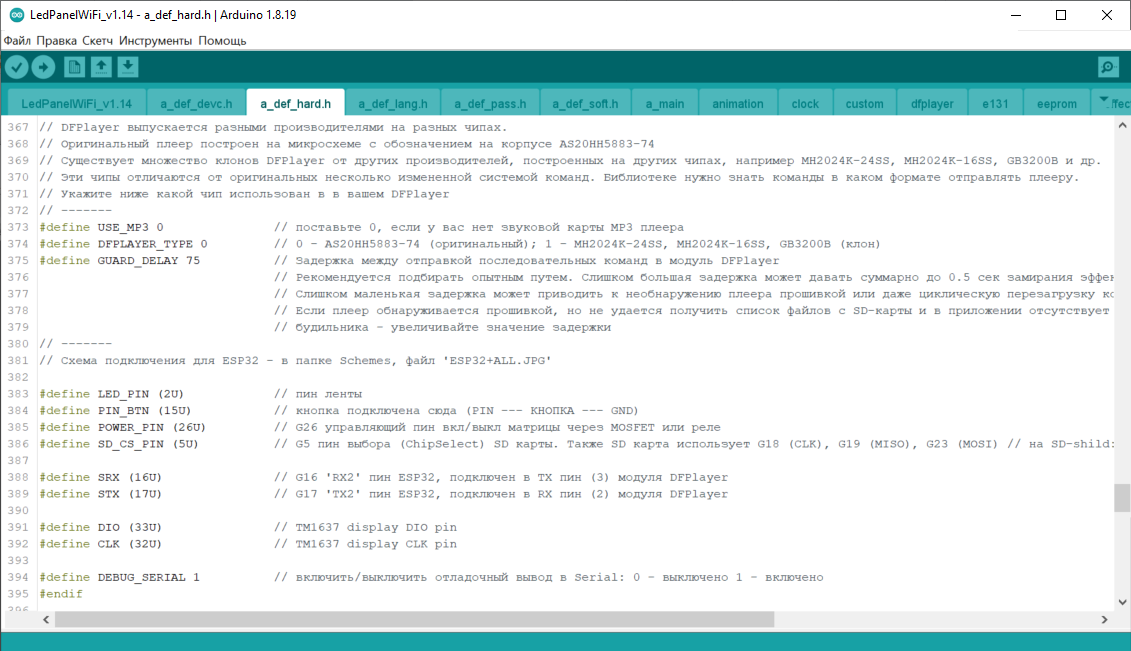 LedPanelWiFi_v1.14 - a_def_hard.h | Arduino 1.8.19
Файл Правка Скетч Инструменты Помощь
LedPanelWiFi_v1.14 a_def_devc.h a_def_hard.h a_def_lang.h a_def_pass.h a_def_soft.h a_main animation clock custom dfplayer e131 eeprom
367 // DFPlayer выпускается разными производителями на разных чипах.
368 // Оригинальный плеер построен на микросхеме с обозначением на корпусе AS20HH5883-74
369 // Существует множество клонов DFPlayer от других производителей, построенных на других чипах, например MH2024K-24SS, MH2024K-16SS, GB3200B и др.
370 // Эти чипы отличаются от оригинальных несколько измененной системой команд. Библиотеке нужно знать команды в каком формате отправлять плееру.
371 // Укажите ниже какой чип использован в в вашем DFPlayer
372 // -------
373 #define USE_MP3 0 // поставьте 0, если у вас нет звуковой карты MP3 плеера
374 #define DFPLAYER_TYPE 0 // 0 - AS20HH5883-74 (оригинальный); 1 - MH2024K-24SS, MH2024K-16SS, GB3200B (клон)
375 #define GUARD_DELAY 75 // Задержка между отправкой последовательных команд в модуль DFPlayer
376 // Рекомендуется подбирать опытным путем. Слишком большая задержка может давать суммарно до 0.5 сек замирания эффек
377 // Слишком маленькая задержка может приводить к необнаружению плеера прошивкой или даже циклическую перезагрузку ко
378 // Если плеер обнаруживается прошивкой, но не удается получить список файлов с SD-карты и в приложении отсутствует
379 // будильника - увеличивайте значение задержки
380 // -------
381 // Схема подключения для ESP32 - в папке Schemes, файл 'ESP32+ALL.JPG'
382
383 #define LED_PIN (2U) // пин ленты
384 #define PIN_BTN (15U) // кнопка подключена сюда (PIN --- КНОПКА --- GND)
385 #define POWER_PIN (26U) // G26 управляющий пин вкл/выкл матрицы через MOSFET или реле
386 #define SD_CS_PIN (5U) // G5 пин выбора (ChipSelect) SD карты. Также SD карта использует G18 (CLK), G19 (MISO), G23 (MOSI) // на SD-shild:
387
388 #define SRX (16U) // G16 'RX2' пин ESP32, подключен в TX пин (3) модуля DFPlayer
389 #define STX (17U) // G17 'TX2' пин ESP32, подключен в RX пин (2) модуля DFPlayer
390
391 #define DIO (33U) // TM1637 display DIO pin
392 #define CLK (32U) // TM1637 display CLK pin
393
394 #define DEBUG_SERIAL 1 // включить/выключить отладочный вывод в Serial: 0 - выключено 1 - включено
395 #endif
396